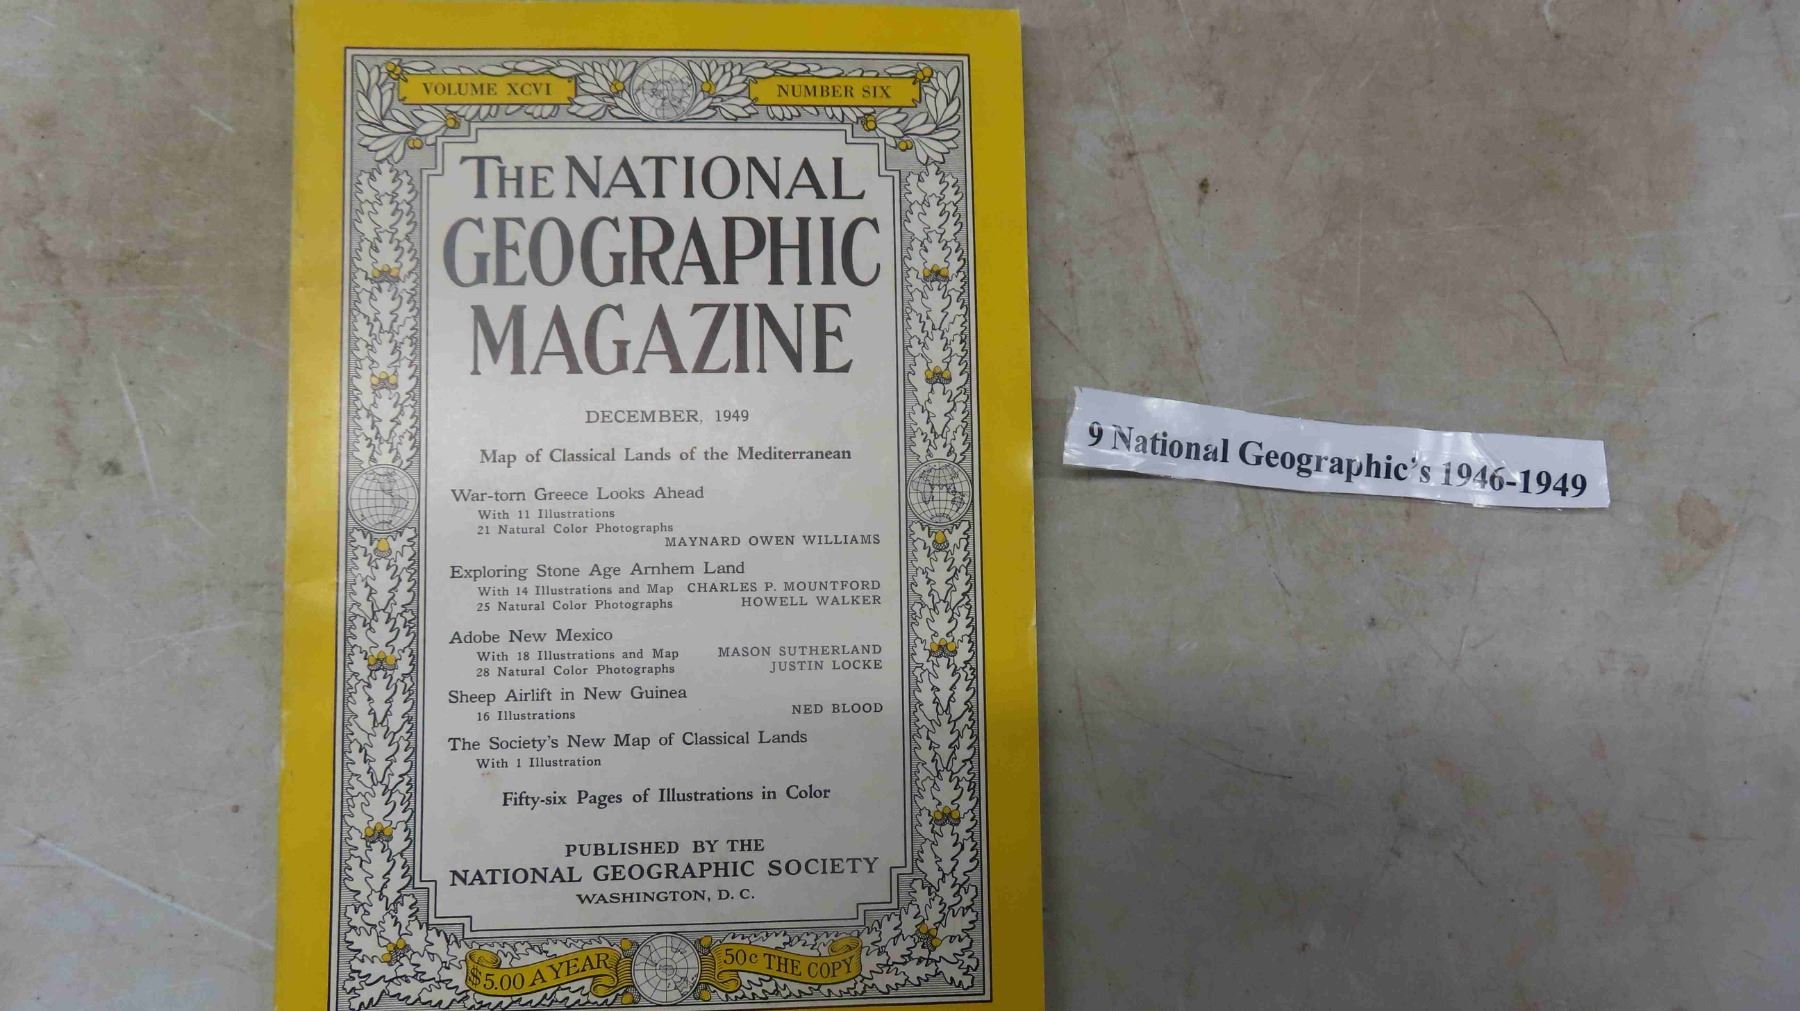 VOLUME XCVI
NUMBER SIX
THE NATIONAL
GEOGRAPHIC
MAGAZINE
DECEMBER, 1949
Map of Classical Lands of the Mediterranean
War-torn Greece Looks Ahead
With 11 Illustrations
21 Natural Color Photographs
MAYNARD OWEN WILLIAMS
Exploring Stone Age Arnhem Land
With 14 Illustrations and Map CHARLES P. MOUNTFORD
25 Natural Color Photographs HOWELL WALKER
Adobe New Mexico
With 18 Illustrations and Map MASON SUTHERLAND
28 Natural Color Photographs JUSTIN LOCKE
Sheep Airlift in New Guinea
16 Illustrations NED BLOOD
The Society's New Map of Classical Lands
With 1 Illustration
Fifty-six Pages of Illustrations in Color
PUBLISHED BY THE
NATIONAL GEOGRAPHIC SOCIETY
WASHINGTON, D. C.
$5.00 A YEAR
50c THE COPY
9 National Geographic's 1946-1949